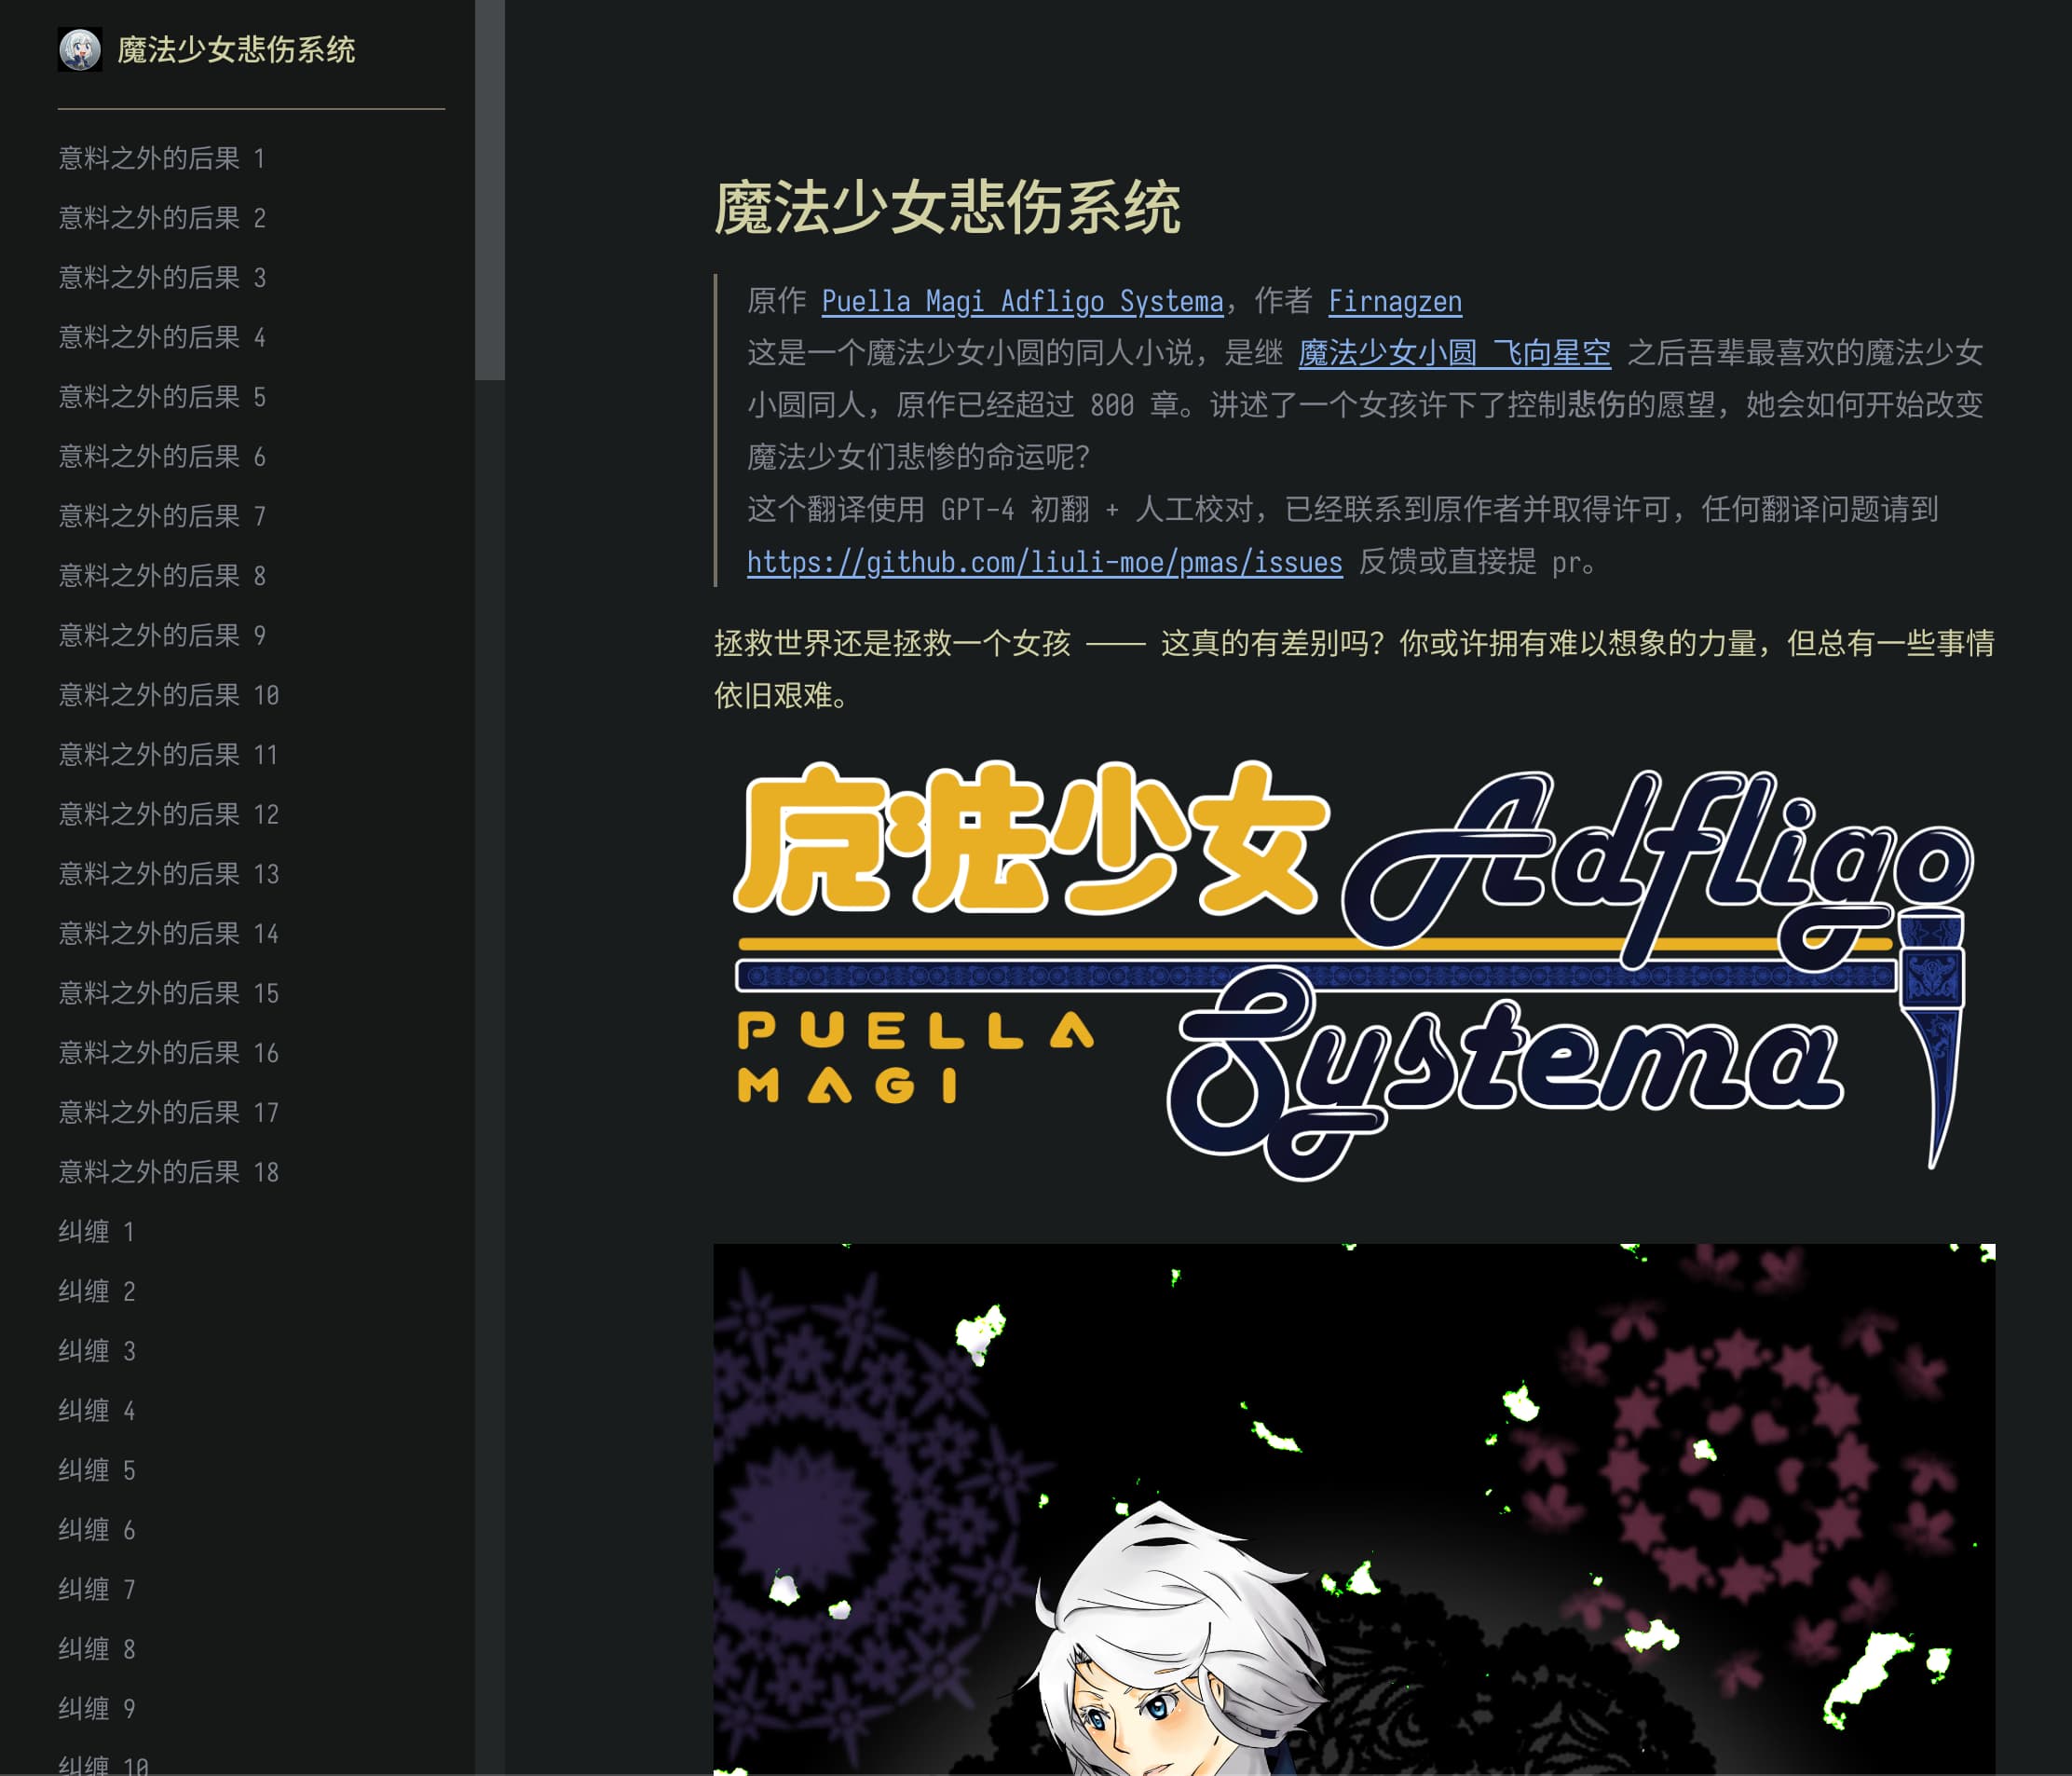 魔法少女悲伤系统
意料之外的后果 1
意料之外的后果 2
意料之外的后果 3
意料之外的后果 4
意料之外的后果 5
意料之外的后果 6
意料之外的后果 7
意料之外的后果 8
意料之外的后果 9
意料之外的后果 10
意料之外的后果 11
意料之外的后果 12
意料之外的后果 13
意料之外的后果 14
意料之外的后果 15
意料之外的后果 16
意料之外的后果 17
意料之外的后果 18
纠缠 1
纠缠 2
纠缠 3
纠缠 4
纠缠 5
纠缠 6
纠缠 7
纠缠 8
纠缠 9
纠缠 10
魔法少女悲伤系统
原作 Puella Magi Adfligo Systema，作者 Firnagzen
这是一个魔法少女小圆的同人小说，是继 魔法少女小圆 飞向星空 之后吾辈最喜欢的魔法少女
小圆同人，原作已经超过 800 章。讲述了一个女孩许下了控制悲伤的愿望，她会如何开始改变
魔法少女们悲惨的命运呢？
这个翻译使用 GPT-4 初翻 + 人工校对，已经联系到原作者并取得许可，任何翻译问题请到
https://github.com/liuli-moe/pmas/issues 反馈或直接提 pr。
拯救世界还是拯救一个女孩 —— 这真的有差别吗？你或许拥有难以想象的力量，但总有一些事情
依旧艰难。
魔法少女 Adfligo
Systema
PUELLA
MAGI